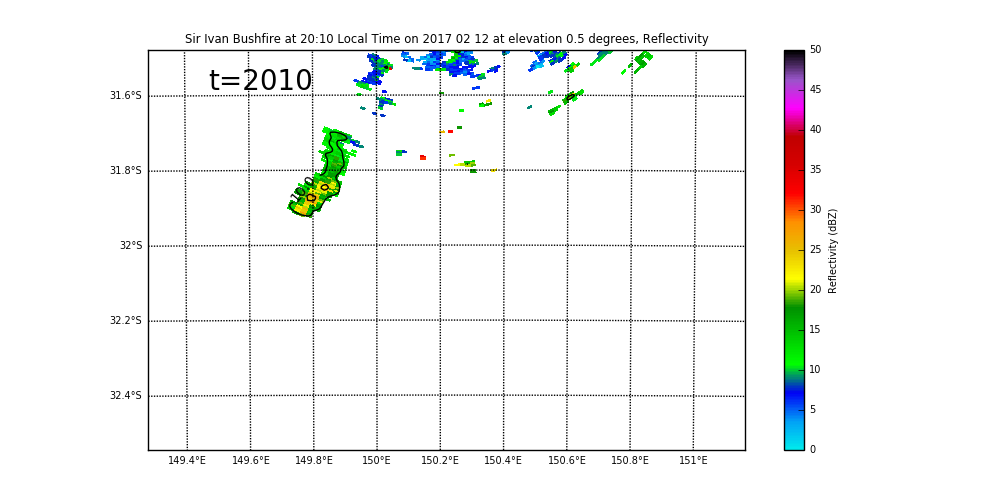 Sir Ivan Bushfire at 20:10 Local Time on 2017 02 12 at elevation 0.5 degrees, Reflectivity
t=2010
31.6°S
31.8°S
32°S
32.2°S
32.4°S
149.4°E 149.6°E 149.8°E 150°E 150.2°E 150.4°E 150.6°E 150.8°E 151°E
50
45
40
35
30
25
20
15
10
5
0
Reflectivity (dBZ)